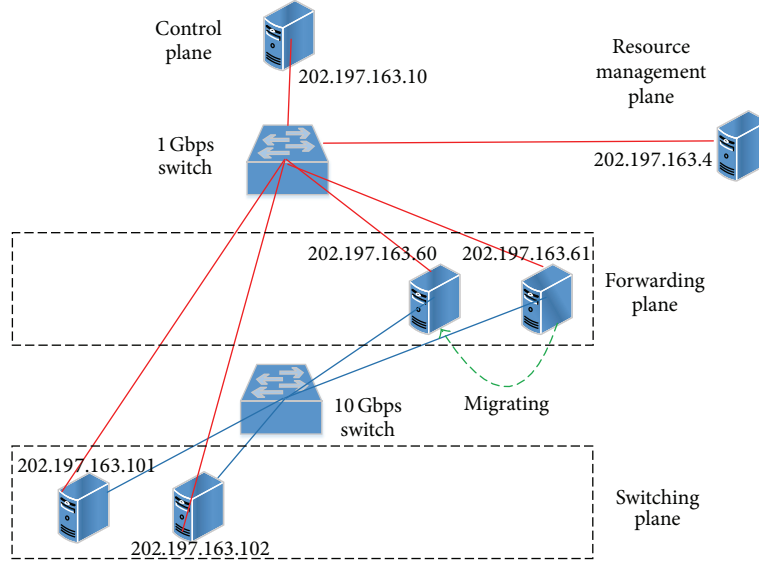 Control
plane
202.197.163.10
Resource
management
plane
1 Gbps
switch
202.197.163.4
202.197.163.60
202.197.163.61
Forwarding
plane
10 Gbps
switch
Migrating
202.197.163.101
Switching
plane
202.197.163.102